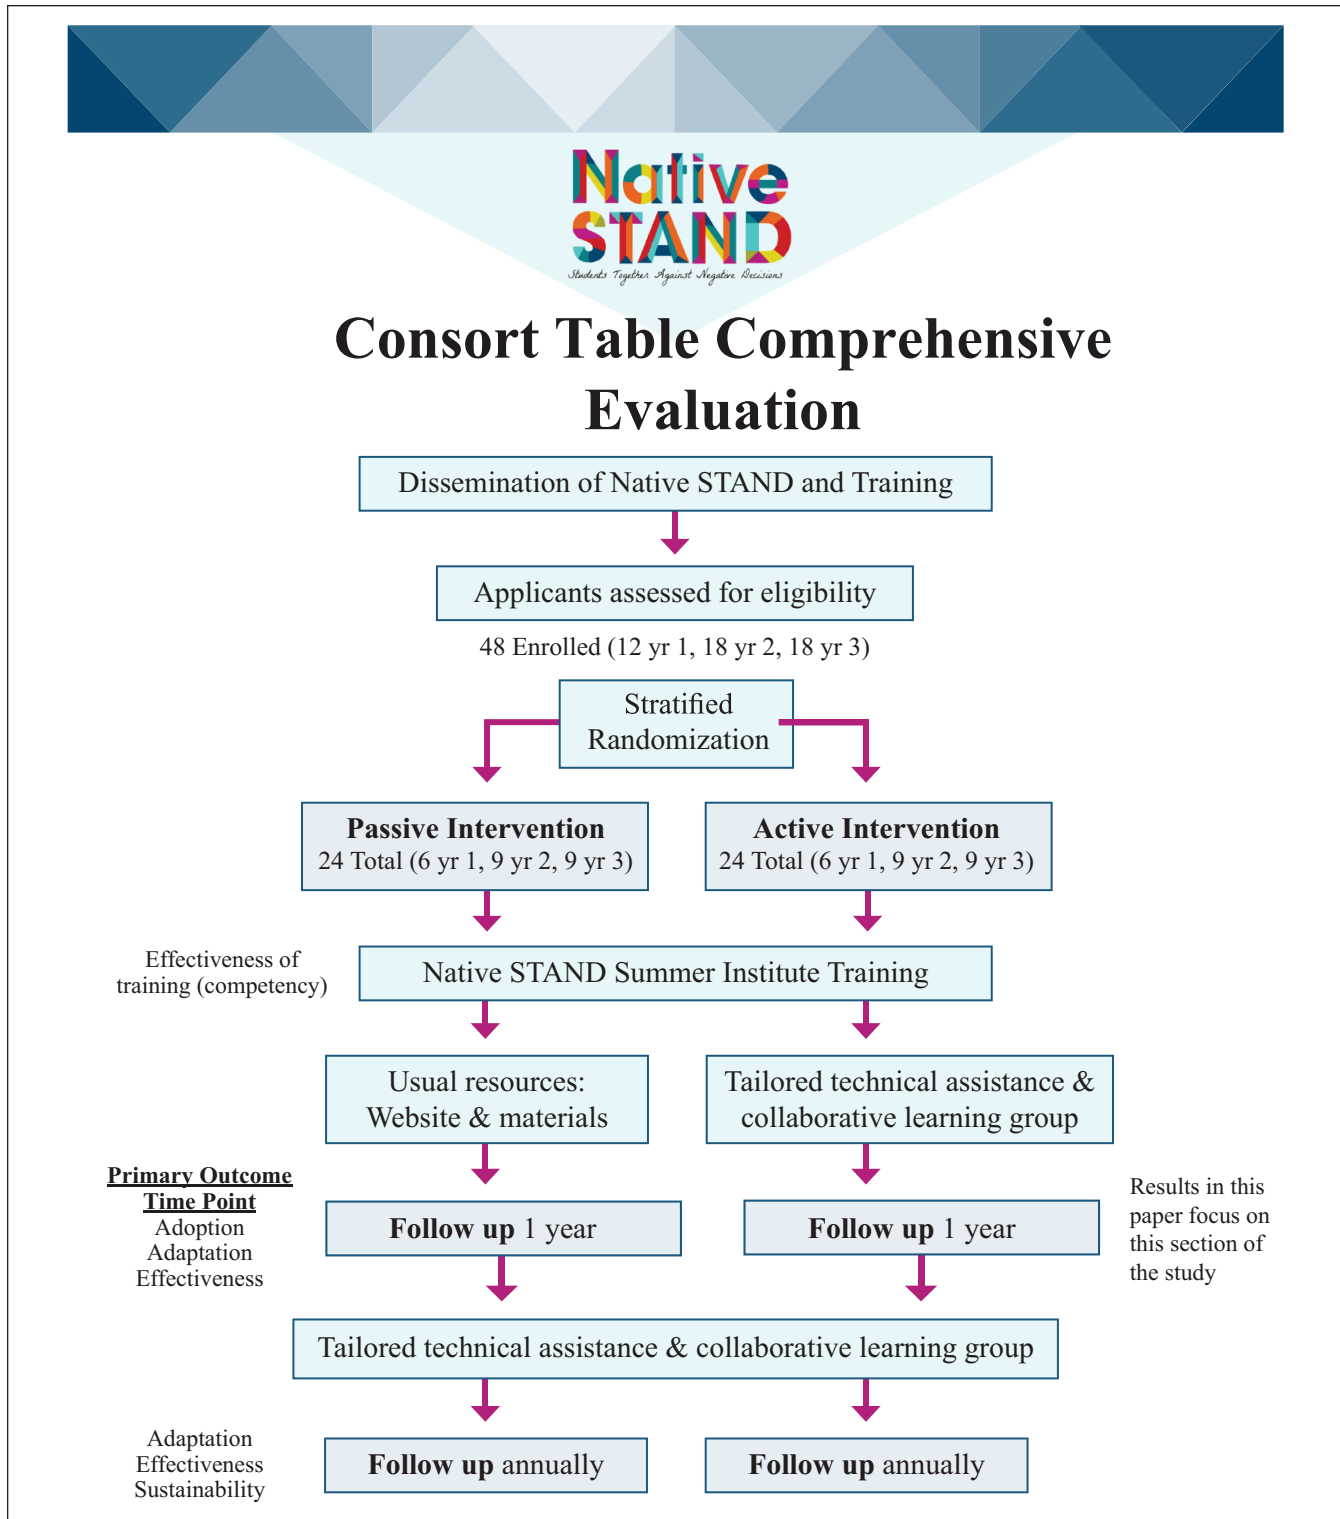 Native
STAND
Students Together Against Negative Decisions
Consort Table Comprehensive
Evaluation
Dissemination of Native STAND and Training
Applicants assessed for eligibility
48 Enrolled (12 yr 1, 18 yr 2, 18 yr 3)
Stratified
Randomization
Passive Intervention
24 Total (6 yr 1, 9 yr 2, 9 yr 3)
Active Intervention
24 Total (6 yr 1, 9 yr 2, 9 yr 3)
Effectiveness of
training (competency)
Native STAND Summer Institute Training
Usual resources:
Website & materials
Tailored technical assistance &
collaborative learning group
Primary Outcome
Time Point
Adoption
Adaptation
Effectiveness
Follow up 1 year
Follow up 1 year
Results in this
paper focus on
this section of
the study
Tailored technical assistance & collaborative learning group
Adaptation
Effectiveness
Sustainability
Follow up annually
Follow up annually